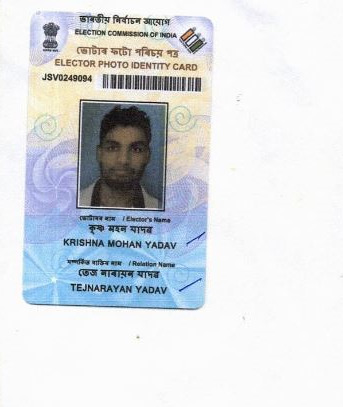 ভাৰতীয় নিৰ্বাচন আয়োগ
ELECTION COMMISSION OF INDIA
ভোটাৰ ফটো পৰিচয় পত্ৰ
ELECTOR PHOTO IDENTITY CARD
JSV0249094
ভোটাৰৰ নাম / Elector's Name
কৃষ্ণ মহন যাদৱ
KRISHNA MOHAN YADAV
সম্পৰ্কিত ব্যক্তিৰ নাম / Relation Name
তেজ নাৰায়ন যাদৱ
TEJNARAYAN YADAV